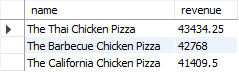 name revenue
The Thai Chicken Pizza 43434.25
The Barbecue Chicken Pizza 42768
The California Chicken Pizza 41409.5